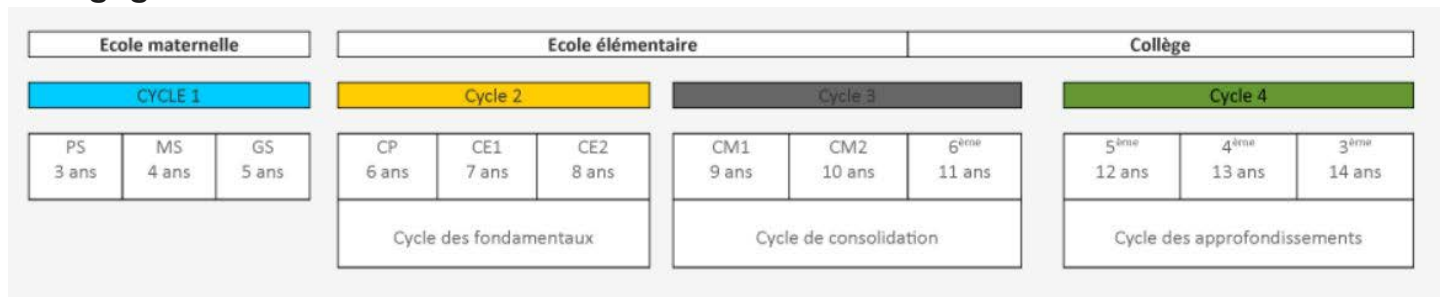 Ecole maternelle
Ecole élémentaire
Collège
CYCLE 1
Cycle 2
Cycle 3
Cycle 4
PS
3 ans
MS
4 ans
GS
5 ans
CP
6 ans
CE1
7 ans
CE2
8 ans
CM1
9 ans
CM2
10 ans
6ème
11 ans
5ème
12 ans
4ème
13 ans
3ème
14 ans
Cycle des fondamentaux
Cycle de consolidation
Cycle des approfondissements